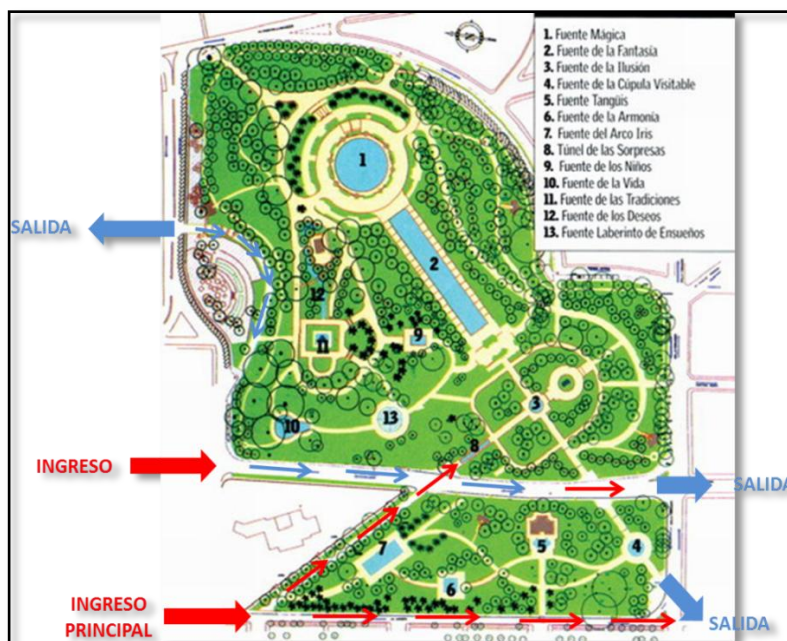 1. Fuente Mágica
2. Fuente de la Fantasía
3. Fuente de la Ilusión
4. Fuente de la Cúpula Visitable
5. Fuente Tangüis
6. Fuente de la Armonía
7. Fuente del Arco Iris
8. Túnel de las Sorpresas
9. Fuente de los Niños
10. Fuente de la Vida
11. Fuente de las Tradiciones
12. Fuente de los Deseos
13. Fuente Laberinto de Ensueños
1
SALIDA
2
12
11
9
3
13
10
8
INGRESO
SALIDA
7
5
4
6
INGRESO
PRINCIPAL
SALIDA